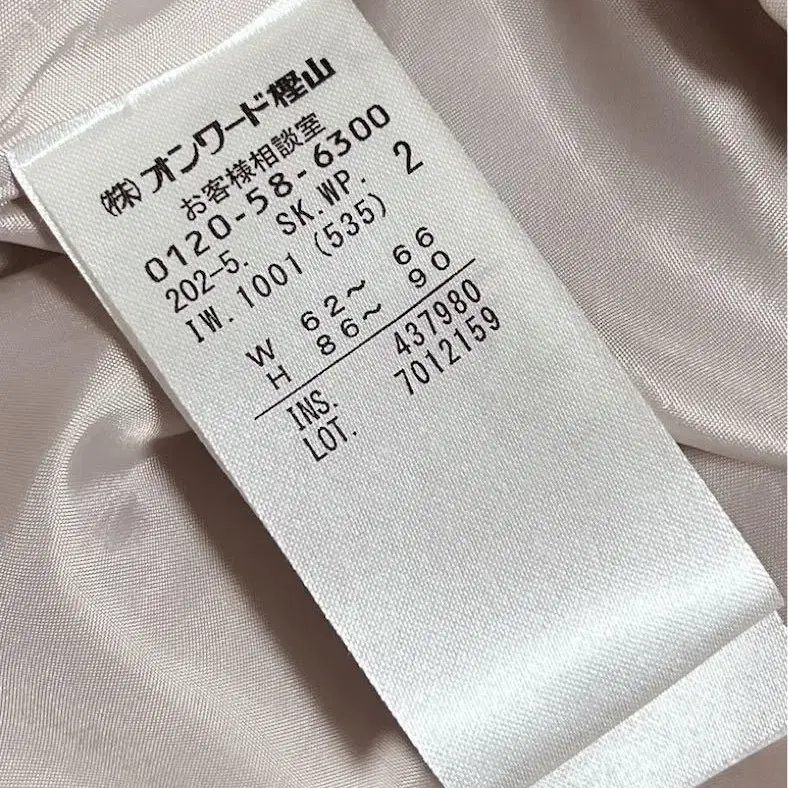 (株)オンワード樫山
お客様相談室
0120-58-6300
202-5. SK.WP. 2
IW.1001(535)
W 62~ 66
H 86~ 90
INS. 437980
LOT. 7012159